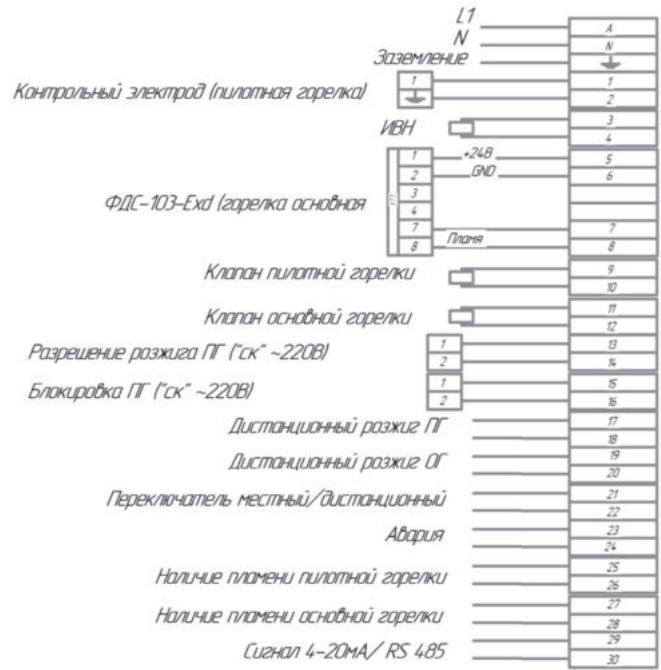 L1 A
N N
Заземление
Контрольный электрод (пилотная горелка) 1 1
2
ИВН 3
4
1 +24В 5
2 GND 6
ФДС-103-Exd (горелка основная 3
4
7 Пламя 7
8 8
Клапан пилотной горелки 9
10
Клапан основной горелки 11
12
Разрешение розжига ПГ ("ск" ~220В) 1 13
2 14
Блокировка ПГ ("ск" ~220В) 1 15
2 16
Дистанционный розжиг ПГ 17
18
Дистанционный розжиг ОГ 19
20
Переключатель местный/дистанционный 21
22
Авария 23
24
Наличие пламени пилотной горелки 25
26
Наличие пламени основной горелки 27
28
Сигнал 4-20мА/ RS 485 29
30